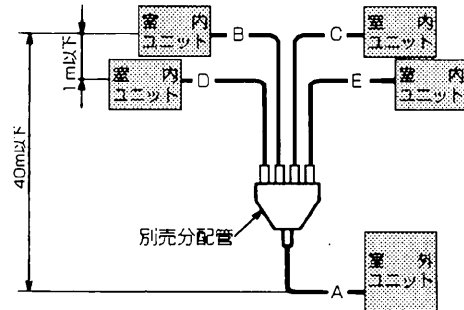 室 内
ユニット
B
C
室 内
ユニット
1m以下
室 内
ユニット
D
E
室 内
ユニット
40m以下
別売分配管
室 外
ユニット
A